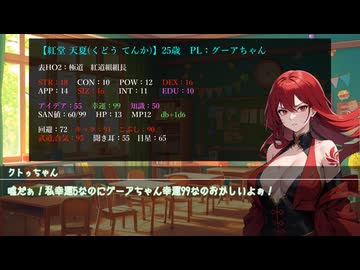 【紅堂 天夏(くどう てんか)】25歳　PL：グーアちゃん
表HO2：極道　紅道組組長
STR：18　CON：10　POW：12　DEX：16
APP：14　SIZ：16　INT：11　EDU：10
アイデア：55　幸運：99　知識：50
SAN値：60/99　HP：13　MP12　db+1d6
回避：72　キック：91　こぶし：90
武道,合気：95　聞き耳：55　目星：65
クトゥちゃん
嘘だぁ！私幸運5なのにグーアちゃん幸運99なのおかしいよぉ！